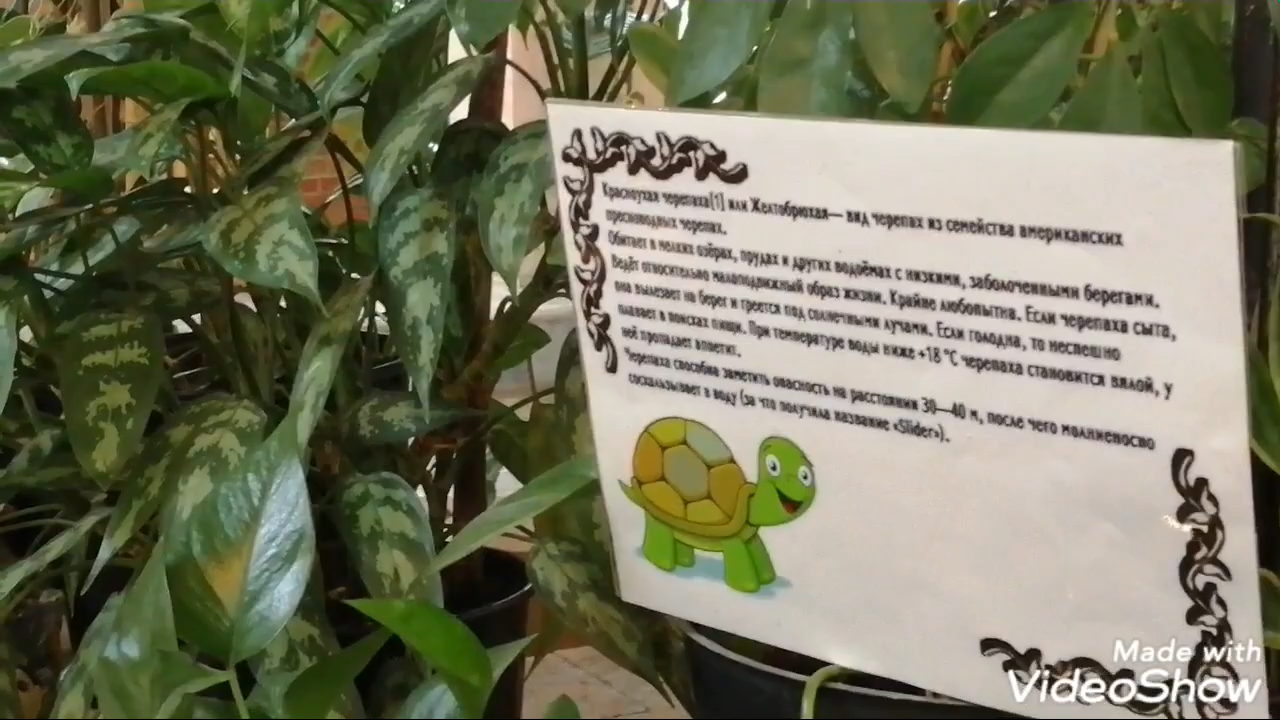 Красноухая черепаха[1] или Желтобрюхая— вид черепах из семейства американских
пресноводных черепах.
Обитает в мелких озёрах, прудах и других водоёмах с низкими, заболоченными берегами.
Ведёт относительно малоподвижный образ жизни. Крайне любопытна. Если черепаха сыта,
она вылезает на берег и греется под солнечными лучами. Если голодна, то неспешно
плавает в поисках пищи. При температуре воды ниже +18 °C черепаха становится вялой, у
неё пропадает аппетит.
Черепаха способна заметить опасность на расстоянии 30—40 м, после чего молниеносно
соскальзывает в воду (за что получила название «Slider»).
Made with
VideoShow